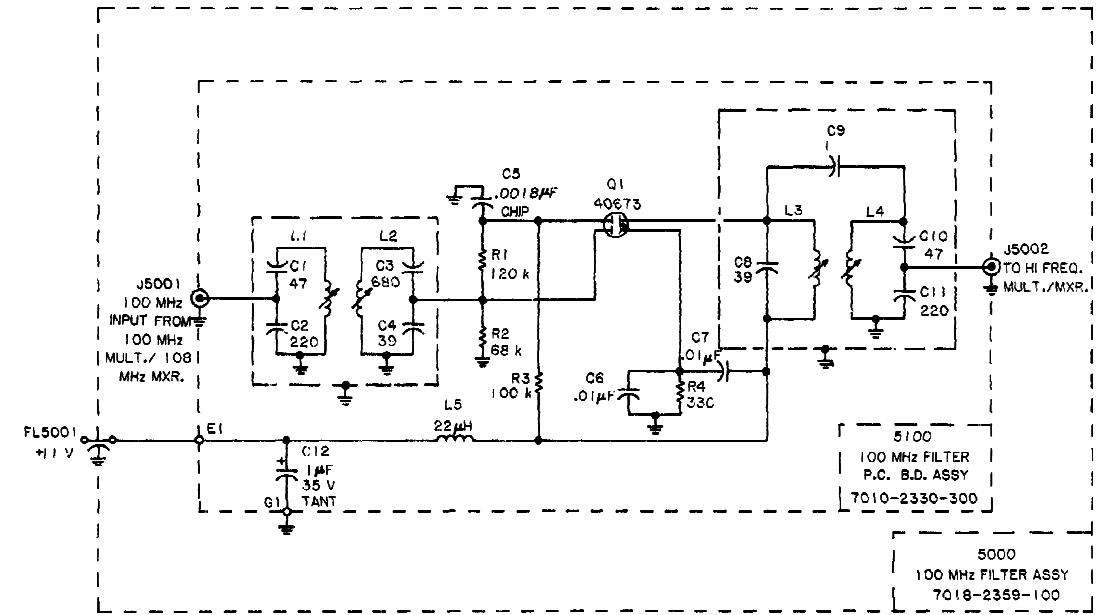 C9
C5
.0018µF
CHIP
Q1
40673
L1
L2
L3
L4
C1
47
C3
680
R1
120 k
C8
39
C10
47
J5002
TO HI FREQ.
MULT./MXR.
J5001
100 MHz
INPUT FROM
100 MHz
MULT./ 108
MHz MXR.
C2
220
C4
39
R2
68 k
C11
220
C7
.01µF
R3
100 k
C6
.01µF
R4
330
L5
22µH
FL5001
+11 V
E1
C12
+
1µF
35 V
TANT
G1
5100
100 MHz FILTER
P.C. B.D. ASSY
7010-2330-300
5000
100 MHz FILTER ASSY
7018-2359-100